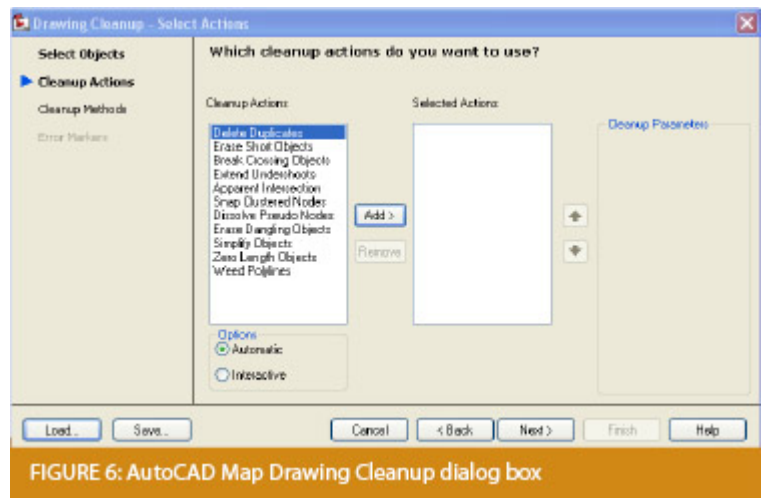 Drawing Cleanup - Select Actions
Select Objects
Cleanup Actions
Cleanup Methods
Error Markers
Which cleanup actions do you want to use?
Cleanup Actions:
Delete Duplicates
Erase Short Objects
Break Crossing Objects
Extend Undershoots
Apparent Intersection
Snap Clustered Nodes
Dissolve Pseudo Nodes
Erase Dangling Objects
Simplify Objects
Zero Length Objects
Weed Polylines
Add >
Remove
Selected Actions:
Cleanup Parameters
Options
Automatic
Interactive
Load...
Save...
Cancel
< Back
Next >
Finish
Help
FIGURE 6: AutoCAD Map Drawing Cleanup dialog box